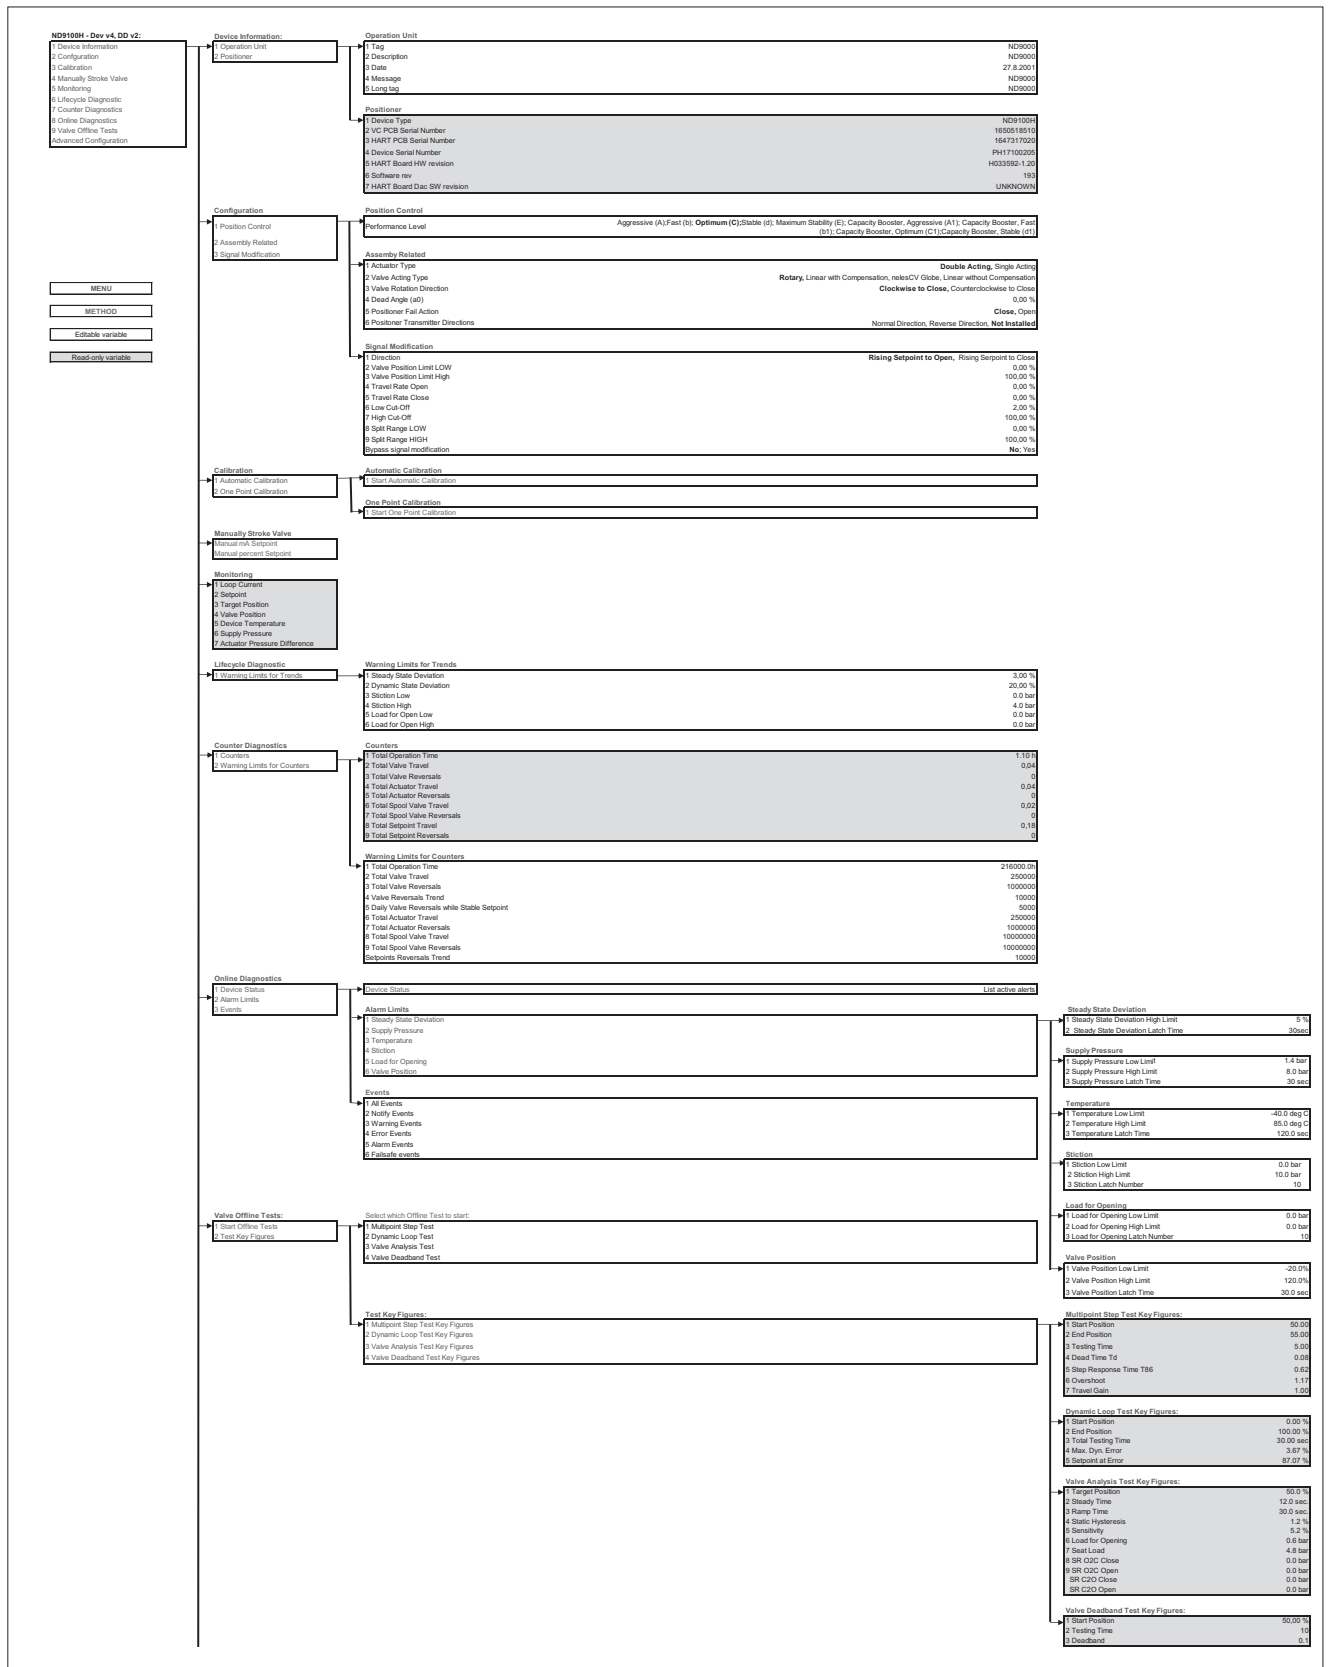 ND9100H - Dev v4, DD v2:
1 Device Information
2 Configuration
3 Calibration
4 Manually Stroke Valve
5 Monitoring
6 Lifecycle Diagnostic
7 Counter Diagnostics
8 Online Diagnostics
9 Valve Offline Tests
Advanced Configuration
MENU
METHOD
Editable variable
Read-only variable
Device Information:
1 Operation Unit
2 Positioner
Operation Unit
1 Tag ND9000
2 Description ND9000
3 Date 27.8.2001
4 Message ND9000
5 Long tag ND9000
Positioner
1 Device Type ND9100H
2 VC PCB Serial Number 1650518510
3 HART PCB Serial Number 1647317020
4 Device Serial Number PH17100205
5 HART Board HW revision H033592-1.20
6 Software rev 193
7 HART Board Dac SW revision UNKNOWN
Configuration
1 Position Control
2 Assembly Related
3 Signal Modification
Position Control
Performance Level Aggressive (A);Fast (b); Optimum (C);Stable (d); Maximum Stability (E); Capacity Booster, Aggressive (A1); Capacity Booster, Fast
(b1); Capacity Booster, Optimum (C1);Capacity Booster, Stable (d1)
Assemby Related
1 Actuator Type Double Acting, Single Acting
2 Valve Acting Type Rotary, Linear with Compensation, nelesCV Globe, Linear without Compensation
3 Valve Rotation Direction Clockwise to Close, Counterclockwise to Close
4 Dead Angle (a0) 0,00 %
5 Positioner Fail Action Close, Open
6 Positoner Transmitter Directions Normal Direction, Reverse Direction, Not Installed
Signal Modification
1 Direction Rising Setpoint to Open, Rising Serpoint to Close
2 Valve Position Limit LOW 0,00 %
3 Valve Position Limit High 100,00 %
4 Travel Rate Open 0,00 %
5 Travel Rate Close 0,00 %
6 Low Cut-Off 2,00 %
7 High Cut-Off 100,00 %
8 Split Range LOW 0,00 %
9 Split Range HIGH 100,00 %
Bypass signal modification No; Yes
Calibration
1 Automatic Calibration
2 One Point Calibration
Automatic Calibration
1 Start Automatic Calibration
One Point Calibration
1 Start One Point Calibration
Manually Stroke Valve
Manual mA Setpoint
Manual percent Setpoint
Monitoring
1 Loop Current
2 Setpoint
3 Target Position
4 Valve Position
5 Device Temperature
6 Supply Pressure
7 Actuator Pressure Difference
Lifecycle Diagnostic
1 Warning Limits for Trends
Warning Limits for Trends
1 Steady State Deviation 3,00 %
2 Dynamic State Deviation 20,00 %
3 Stiction Low 0.0 bar
4 Stiction High 4.0 bar
5 Load for Open Low 0.0 bar
6 Load for Open High 0.0 bar
Counter Diagnostics
1 Counters
2 Warning Limits for Counters
Counters
1 Total Operation Time 1.10 h
2 Total Valve Travel 0,04
3 Total Valve Reversals 0
4 Total Actuator Travel 0,04
5 Total Actuator Reversals 0
6 Total Spool Valve Travel 0,02
7 Total Spool Valve Reversals 0
8 Total Setpoint Travel 0,18
9 Total Setpoint Reversals 0
Warning Limits for Counters
1 Total Operation Time 216000.0h
2 Total Valve Travel 250000
3 Total Valve Reversals 1000000
4 Valve Reversals Trend 10000
5 Daily Valve Reversals while Stable Setpoint 5000
6 Total Actuator Travel 250000
7 Total Actuator Reversals 1000000
8 Total Spool Valve Travel 10000000
9 Total Spool Valve Reversals 10000000
Setpoints Reversals Trend 10000
Online Diagnostics
1 Device Status
2 Alarm Limits
3 Events
Device Status List active alerts
Alarm Limits
1 Steady State Deviation
2 Supply Pressure
3 Temperature
4 Stiction
5 Load for Opening
6 Valve Position
Events
1 All Events
2 Notify Events
3 Warning Events
4 Error Events
5 Alarm Events
6 Failsafe events
Steady State Deviation
1 Steady State Deviation High Limit 5 %
2 Steady State Deviation Latch Time 30sec
Supply Pressure
1 Supply Pressure Low Limit 1.4 bar
2 Supply Pressure High Limit 8.0 bar
3 Supply Pressure Latch Time 30 sec
Temperature
1 Temperature Low Limit -40.0 deg C
2 Temperature High Limit 85.0 deg C
3 Temperature Latch Time 120.0 sec
Stiction
1 Stiction Low Limit 0.0 bar
2 Stiction High Limit 10.0 bar
3 Stiction Latch Number 10
Load for Opening
1 Load for Opening Low Limit 0.0 bar
2 Load for Opening High Limit 0.0 bar
3 Load for Opening Latch Number 10
Valve Position
1 Valve Position Low Limit -20.0%
2 Valve Position High Limit 120.0%
3 Valve Position Latch Time 30.0 sec
Valve Offline Tests:
1 Start Offline Tests
2 Test Key Figures
Select which Offline Test to start:
1 Multipoint Step Test
2 Dynamic Loop Test
3 Valve Analysis Test
4 Valve Deadband Test
Test Key Figures:
1 Multipoint Step Test Key Figures
2 Dynamic Loop Test Key Figures
3 Valve Analysis Test Key Figures
4 Valve Deadband Test Key Figures
Multipoint Step Test Key Figures:
1 Start Position 50.00
2 End Position 55.00
3 Testing Time 5.00
4 Dead Time Td 0.08
5 Step Response Time T86 0.62
6 Overshoot 1.17
7 Travel Gain 1.00
Dynamic Loop Test Key Figures:
1 Start Position 0.00 %
2 End Position 100.00 %
3 Total Testing Time 30.00 sec
4 Max. Dyn. Error 3.67 %
5 Setpoint at Error 87.07 %
Valve Analysis Test Key Figures:
1 Target Position 50.0 %
2 Steady Time 12.0 sec.
3 Ramp Time 30.0 sec.
4 Static Hysteresis 1.2 %
5 Sensitivity 5.2 %
6 Load for Opening 0.6 bar
7 Seat Load 4.8 bar
8 SR O2C Close 0.0 bar
9 SR O2C Open 0.0 bar
SR C2O Close 0.0 bar
SR C2O Open 0.0 bar
Valve Deadband Test Key Figures:
1 Start Position 50,00 %
2 Testing Time 10
3 Deadband 0.1